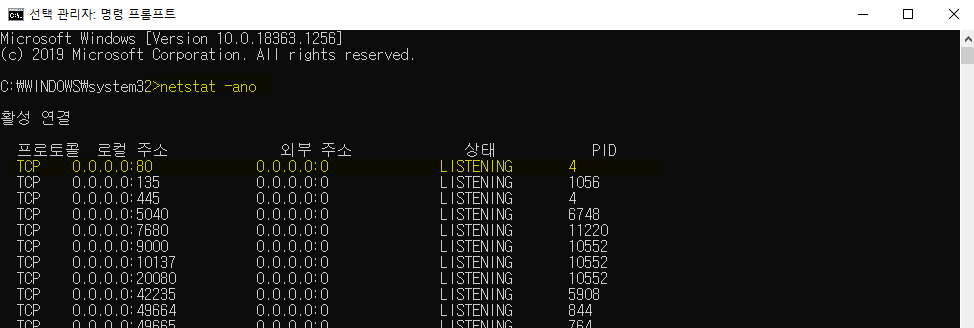 선택 관리자: 명령 프롬프트
Microsoft Windows [Version 10.0.18363.1256]
(c) 2019 Microsoft Corporation. All rights reserved.
C:₩WINDOWS₩system32>netstat -ano
활성 연결
프로토콜 로컬 주소 외부 주소 상태 PID
TCP 0.0.0.0:80 0.0.0.0:0 LISTENING 4
TCP 0.0.0.0:135 0.0.0.0:0 LISTENING 1056
TCP 0.0.0.0:445 0.0.0.0:0 LISTENING 4
TCP 0.0.0.0:5040 0.0.0.0:0 LISTENING 6748
TCP 0.0.0.0:7680 0.0.0.0:0 LISTENING 11220
TCP 0.0.0.0:9000 0.0.0.0:0 LISTENING 10552
TCP 0.0.0.0:10137 0.0.0.0:0 LISTENING 10552
TCP 0.0.0.0:20080 0.0.0.0:0 LISTENING 10552
TCP 0.0.0.0:42235 0.0.0.0:0 LISTENING 5908
TCP 0.0.0.0:49664 0.0.0.0:0 LISTENING 844
TCP 0.0.0.0:49665 0.0.0.0:0 LISTENING 764